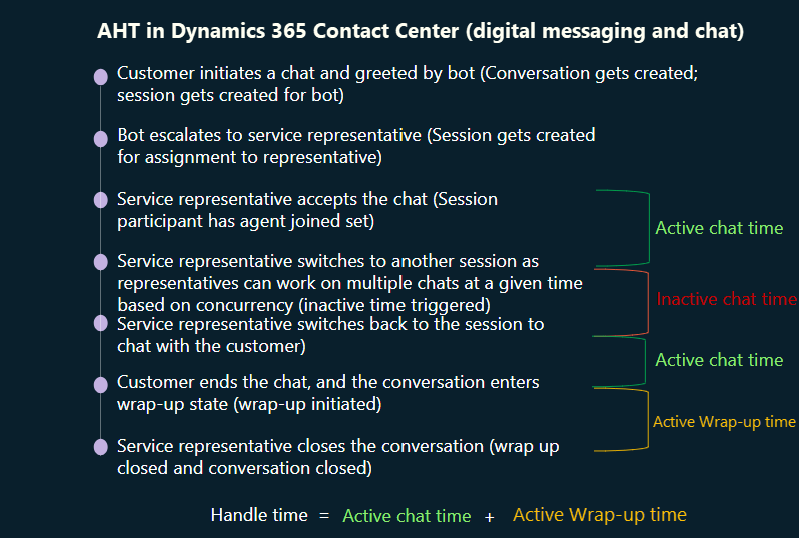 AHT in Dynamics 365 Contact Center (digital messaging and chat)
Customer initiates a chat and greeted by bot (Conversation gets created;
session gets created for bot)
Bot escalates to service representative (Session gets created
for assignment to representative)
Service representative accepts the chat (Session
participant has agent joined set)
Active chat time
Service representative switches to another session as
representatives can work on multiple chats at a given time
based on concurrency (inactive time triggered)
Inactive chat time
Service representative switches back to the session to
chat with the customer)
Active chat time
Customer ends the chat, and the conversation enters
wrap-up state (wrap-up initiated)
Active Wrap-up time
Service representative closes the conversation (wrap up
closed and conversation closed)
Handle time = Active chat time + Active Wrap-up time